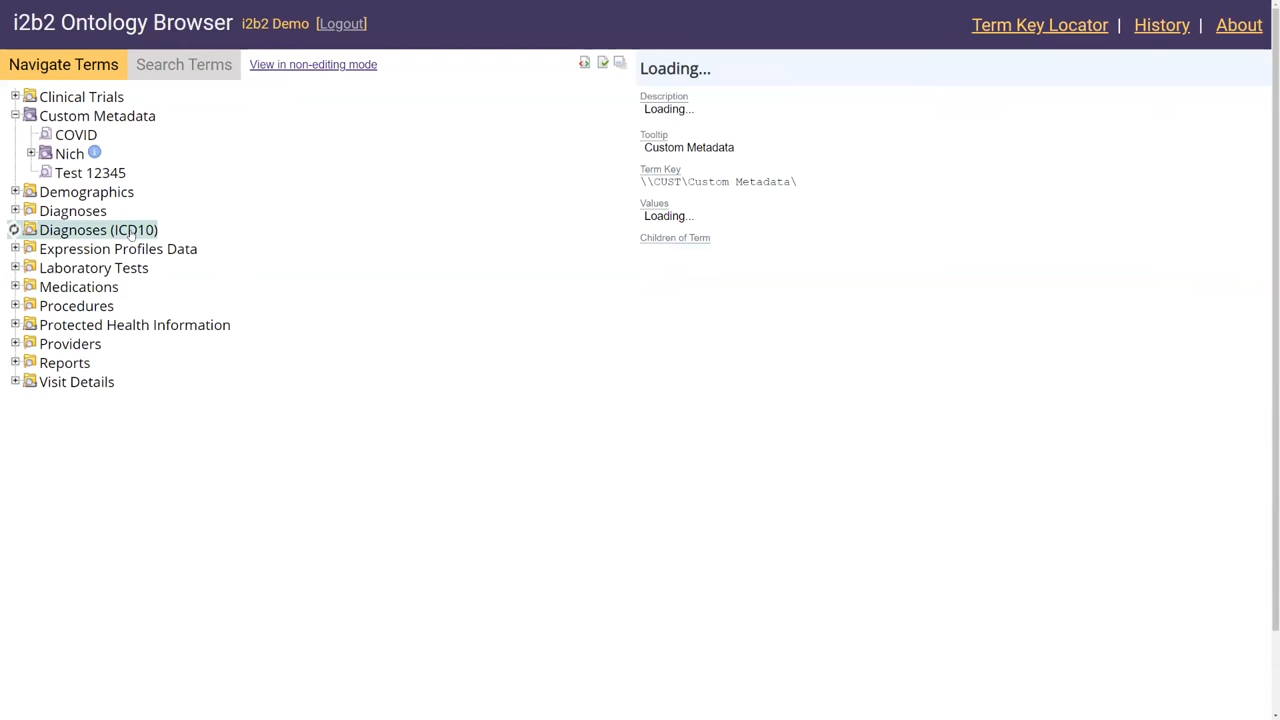 i2b2 Ontology Browser i2b2 Demo [Logout]
Term Key Locator | History | About
Navigate Terms Search Terms View in non-editing mode
Clinical Trials
Custom Metadata
COVID
Nich
Test 12345
Demographics
Diagnoses
Diagnoses (ICD10)
Expression Profiles Data
Laboratory Tests
Medications
Procedures
Protected Health Information
Providers
Reports
Visit Details
Loading...
Description
Loading...
Tooltip
Custom Metadata
Term Key
\\CUST\Custom Metadata\
Values
Loading...
Children of Term